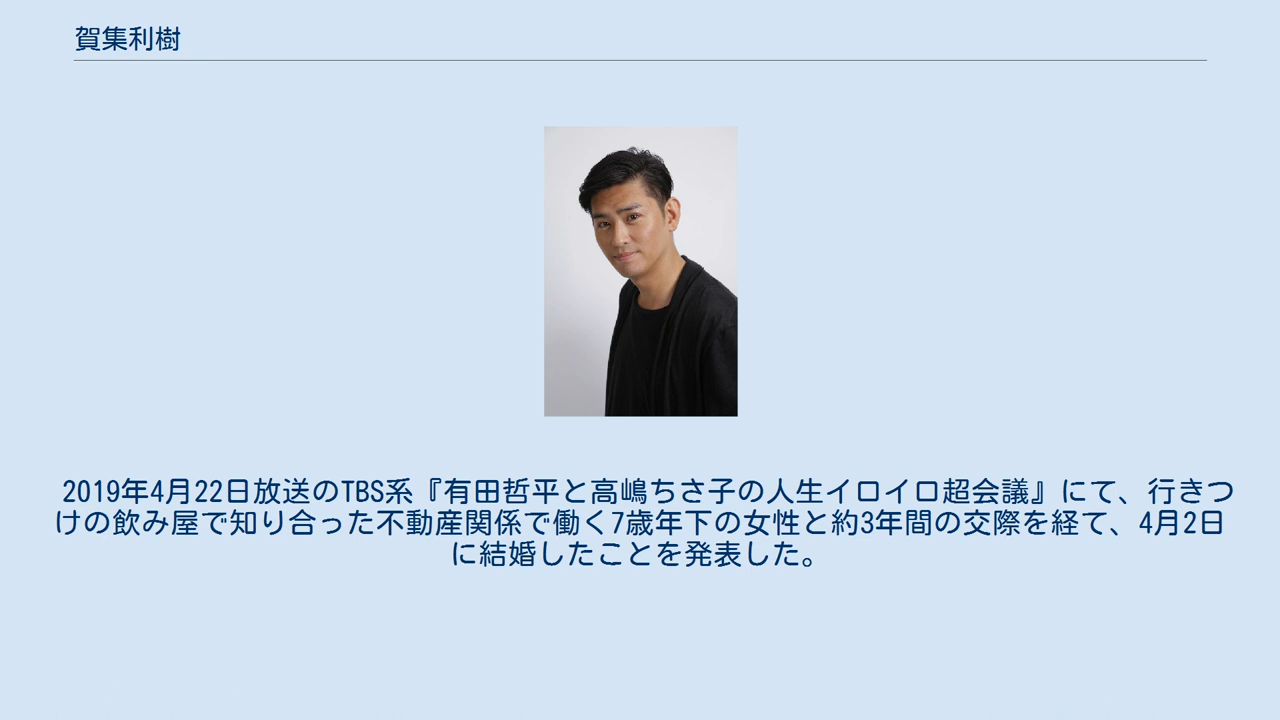 賀集利樹
2019年4月22日放送のTBS系『有田哲平と高嶋ちさ子の人生イロイロ超会議』にて、行きつ
けの飲み屋で知り合った不動産関係で働く7歳年下の女性と約3年間の交際を経て、4月2日
に結婚したことを発表した。